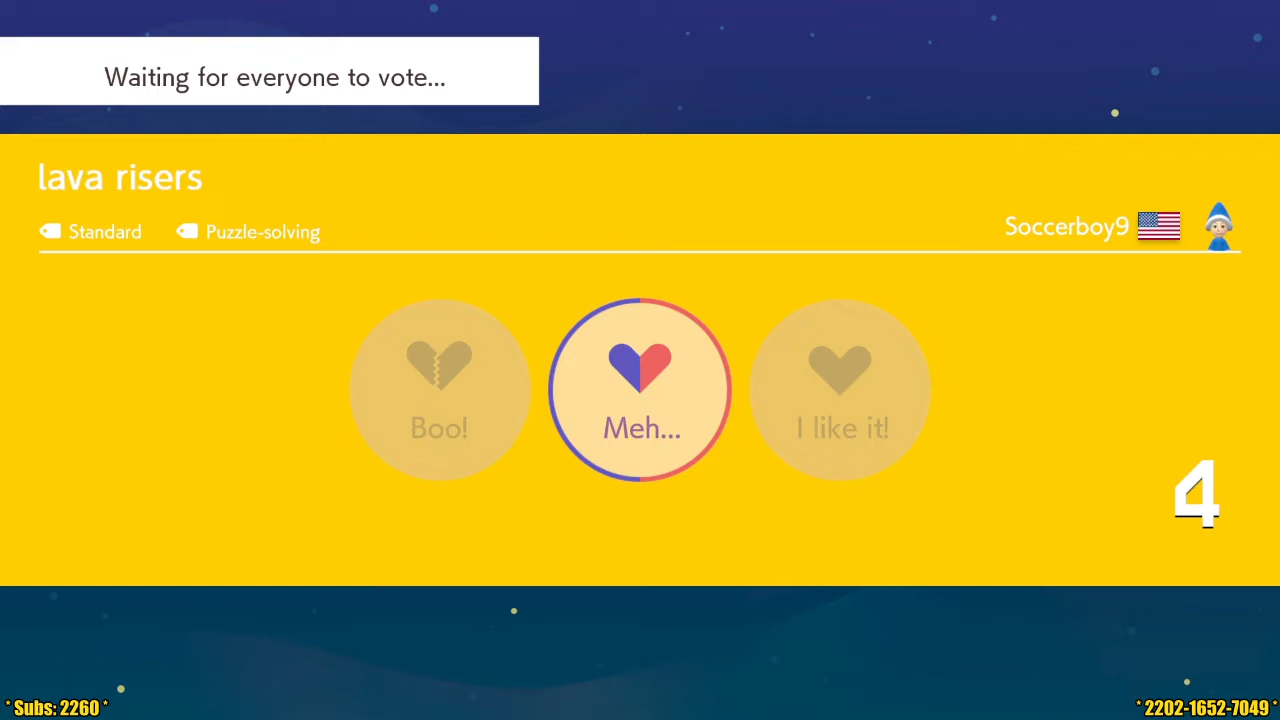 Waiting for everyone to vote...
lava risers
Standard Puzzle-solving
Soccerboy9
Boo!
Meh...
I like it!
4
* Subs: 2260 *
* 2202-1652-7049 *